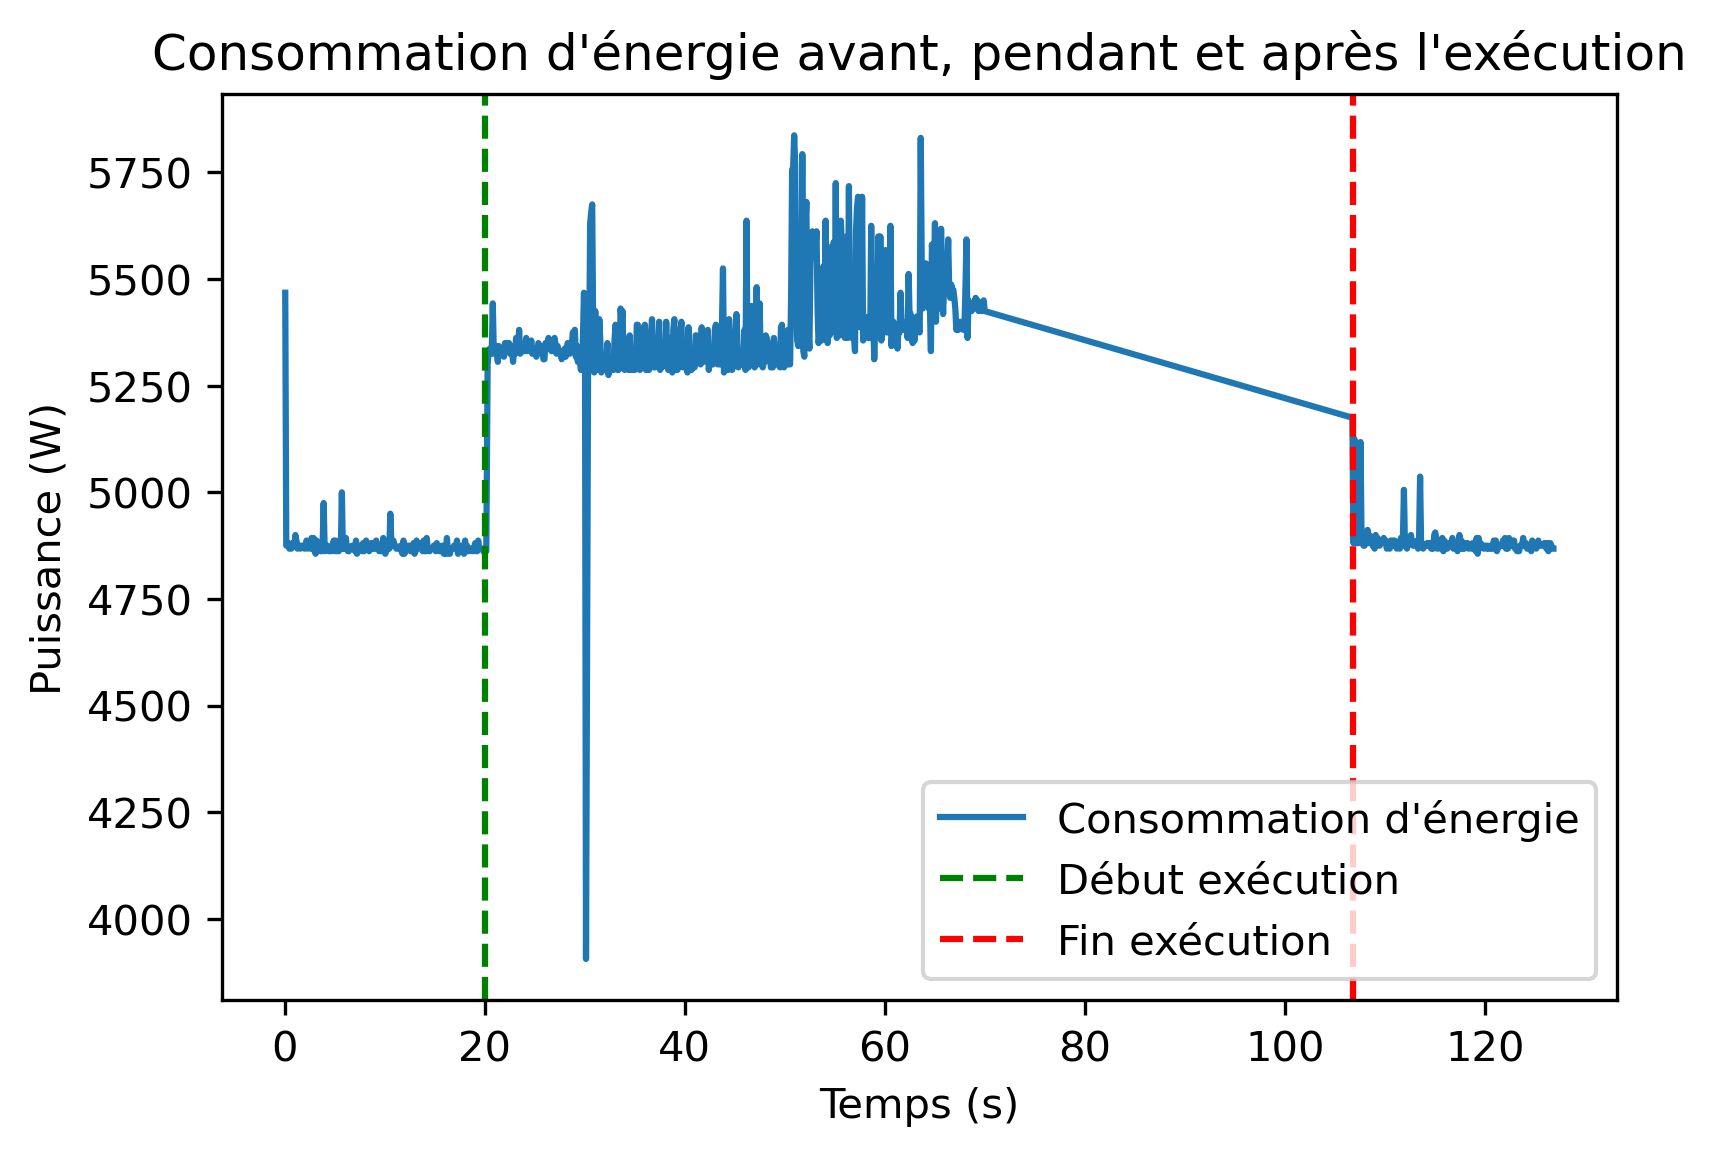 Consommation d'énergie avant, pendant et après l'exécution
5750
5500
5250
5000
4750
4500
4250
4000
Puissance (W)
Consommation d'énergie
Début exécution
Fin exécution
0 20 40 60 80 100 120
Temps (s)